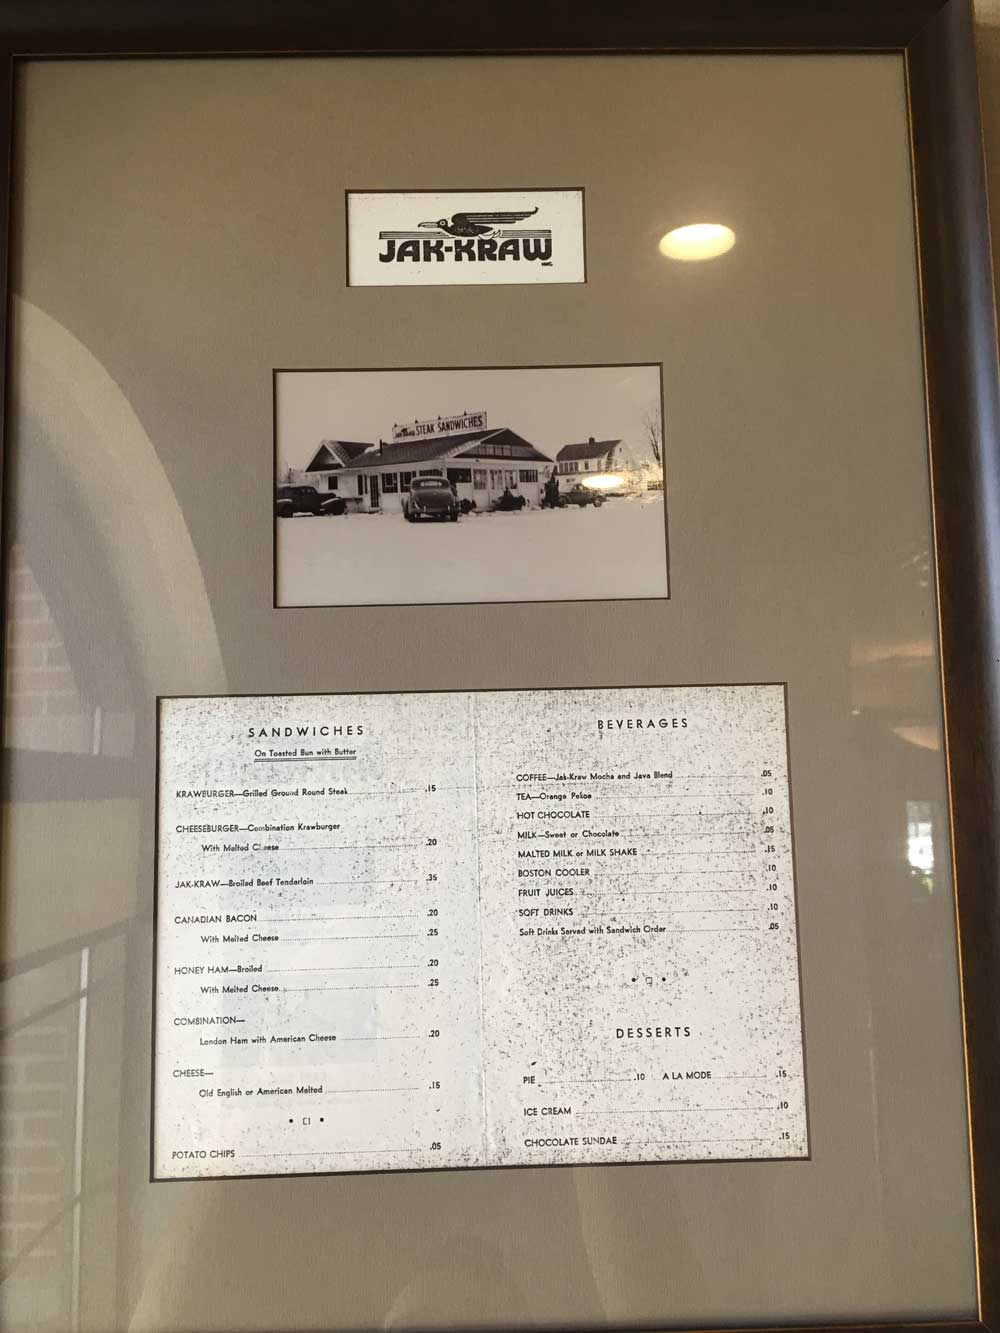 JAK-KRAW
INC.
STEAK SANDWICHES
SANDWICHES
On Toasted Bun with Butter
KRAWBURGER—Grilled Ground Round Steak .15
CHEESEBURGER—Combination Krawburger
With Melted Cheese .20
JAK-KRAW—Broiled Beef Tenderloin .35
CANADIAN BACON .20
With Melted Cheese .25
HONEY HAM—Broiled .20
With Melted Cheese .25
COMBINATION—
London Ham with American Cheese .20
CHEESE—
Old English or American Melted .15
POTATO CHIPS .05
BEVERAGES
COFFEE—Jak-Kraw Mocha and Java Blend .05
TEA—Orange Pekoe .10
HOT CHOCOLATE .10
MILK—Sweet or Chocolate .05
MALTED MILK or MILK SHAKE .15
BOSTON COOLER .10
FRUIT JUICES .10
SOFT DRINKS .10
Soft Drinks Served with Sandwich Order .05
DESSERTS
PIE .10 A LA MODE .15
ICE CREAM .10
CHOCOLATE SUNDAE .15